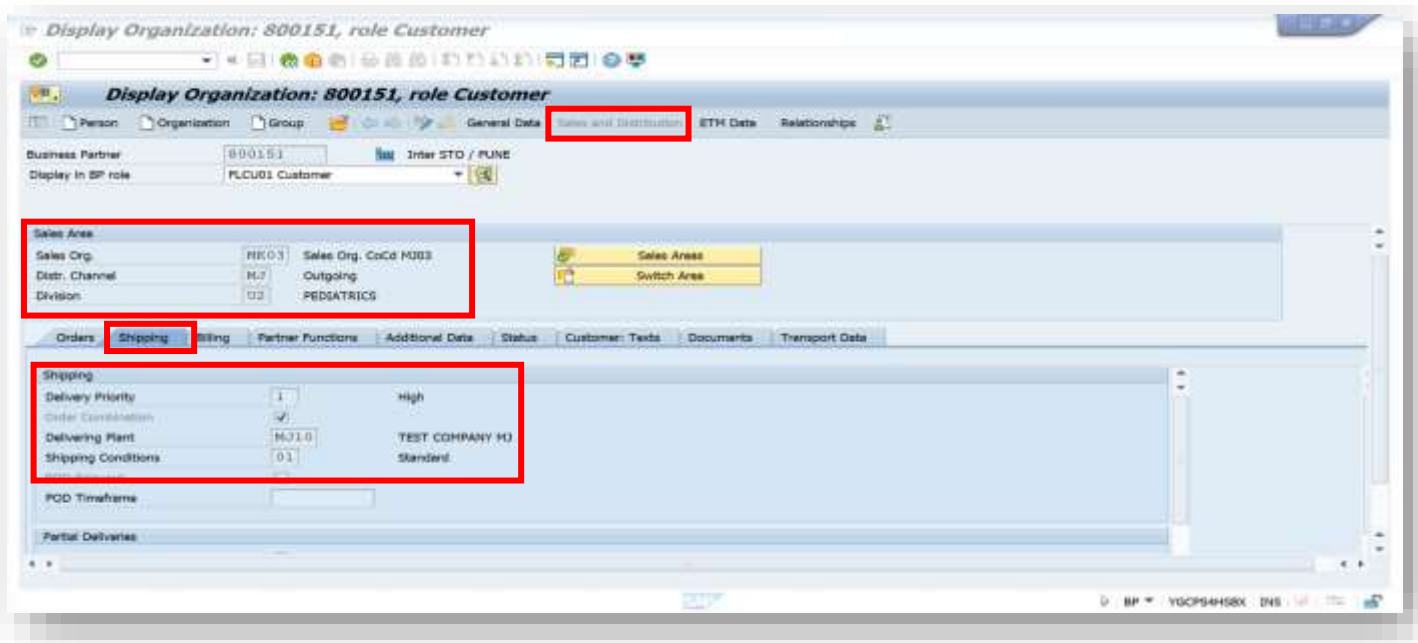 Display Organization: 800151, role Customer
Display Organization: 800151, role Customer
Person Organization Group General Data Sales and Distribution ETM Data Relationships
Business Partner 800151 Inter STO / PUNE
Display in BP role FLCU01 Customer
Sales Area
Sales Org. Sales Org. CoCd MJ03 Sales Areas
Distr. Channel Outgoing Switch Area
Division 02 PEDIATRICS
Orders Shipping Billing Partner Functions Additional Data Status Customer: Texts Documents Transport Data
Shipping
Delivery Priority 1 High
Order Combination
Delivering Plant MJ10 TEST COMPANY MJ
Shipping Conditions 01 Standard
POD Timeframe
Partial Deliveries
SAP
BP INS